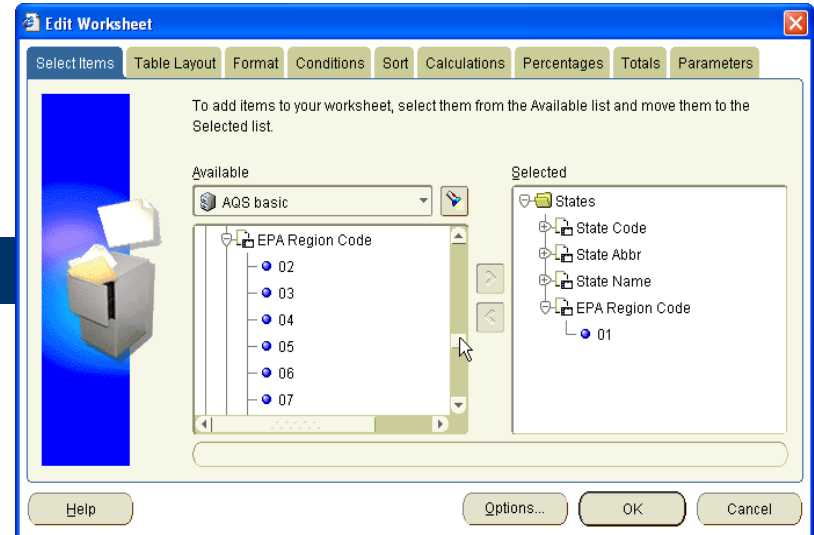 Edit Worksheet
Select Items Table Layout Format Conditions Sort Calculations Percentages Totals Parameters
To add items to your worksheet, select them from the Available list and move them to the
Selected list.
Available
Selected
AQS basic
EPA Region Code
02
03
04
05
06
07
States
State Code
State Abbr
State Name
EPA Region Code
01
Help
Options...
OK
Cancel